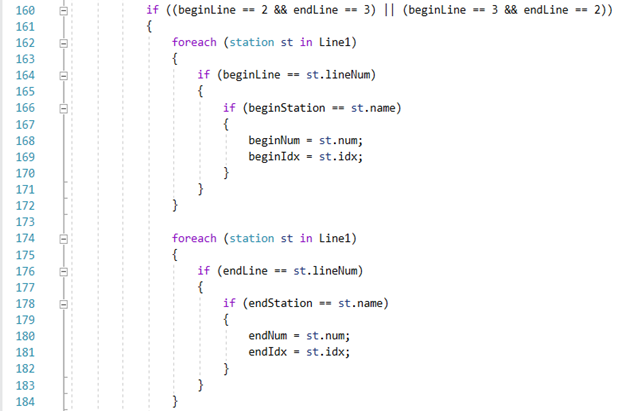 160 if ((beginLine == 2 && endLine == 3) || (beginLine == 3 && endLine == 2))
161 {
162 foreach (station st in Line1)
163 {
164 if (beginLine == st.lineNum)
165 {
166 if (beginStation == st.name)
167 {
168 beginNum = st.num;
169 beginIdx = st.idx;
170 }
171 }
172 }
173
174 foreach (station st in Line1)
175 {
176 if (endLine == st.lineNum)
177 {
178 if (endStation == st.name)
179 {
180 endNum = st.num;
181 endIdx = st.idx;
182 }
183 }
184 }